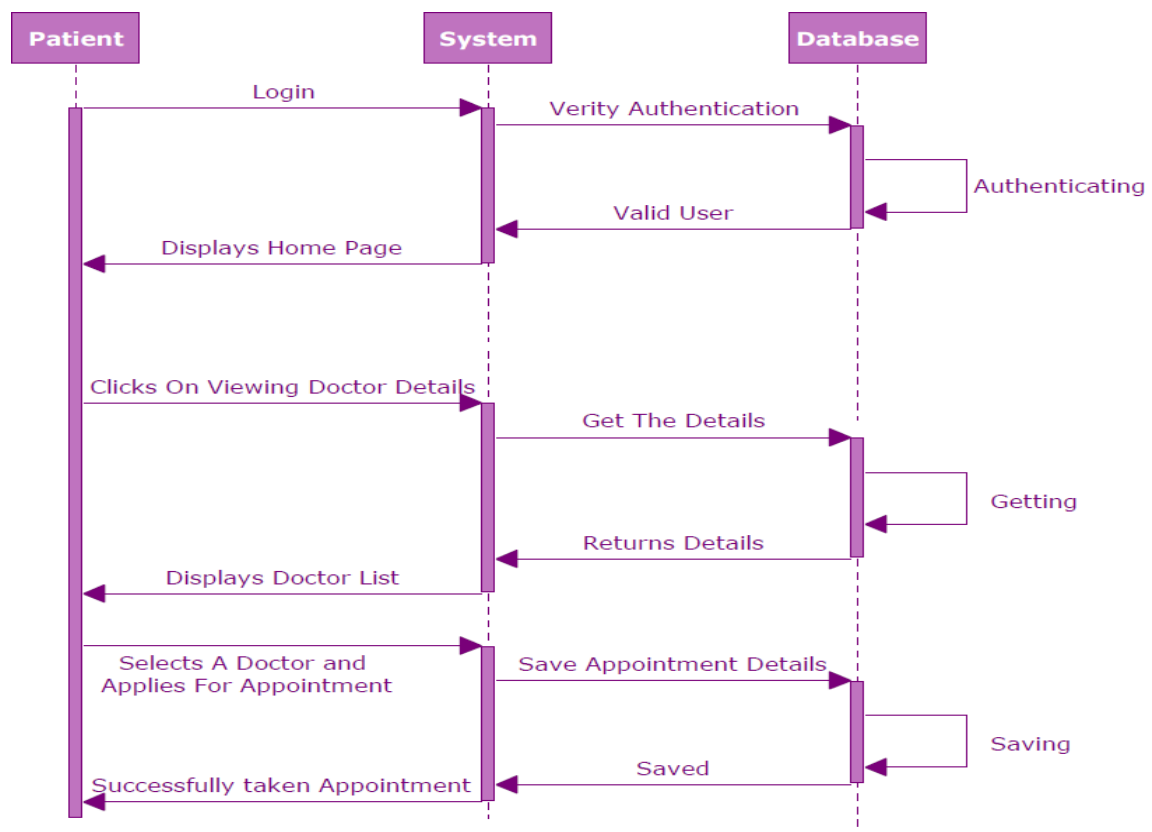 Patient
System
Database
Login
Verity Authentication
Authenticating
Valid User
Displays Home Page
Clicks On Viewing Doctor Details
Get The Details
Getting
Returns Details
Displays Doctor List
Selects A Doctor and
Applies For Appointment
Save Appointment Details
Saving
Saved
Successfully taken Appointment